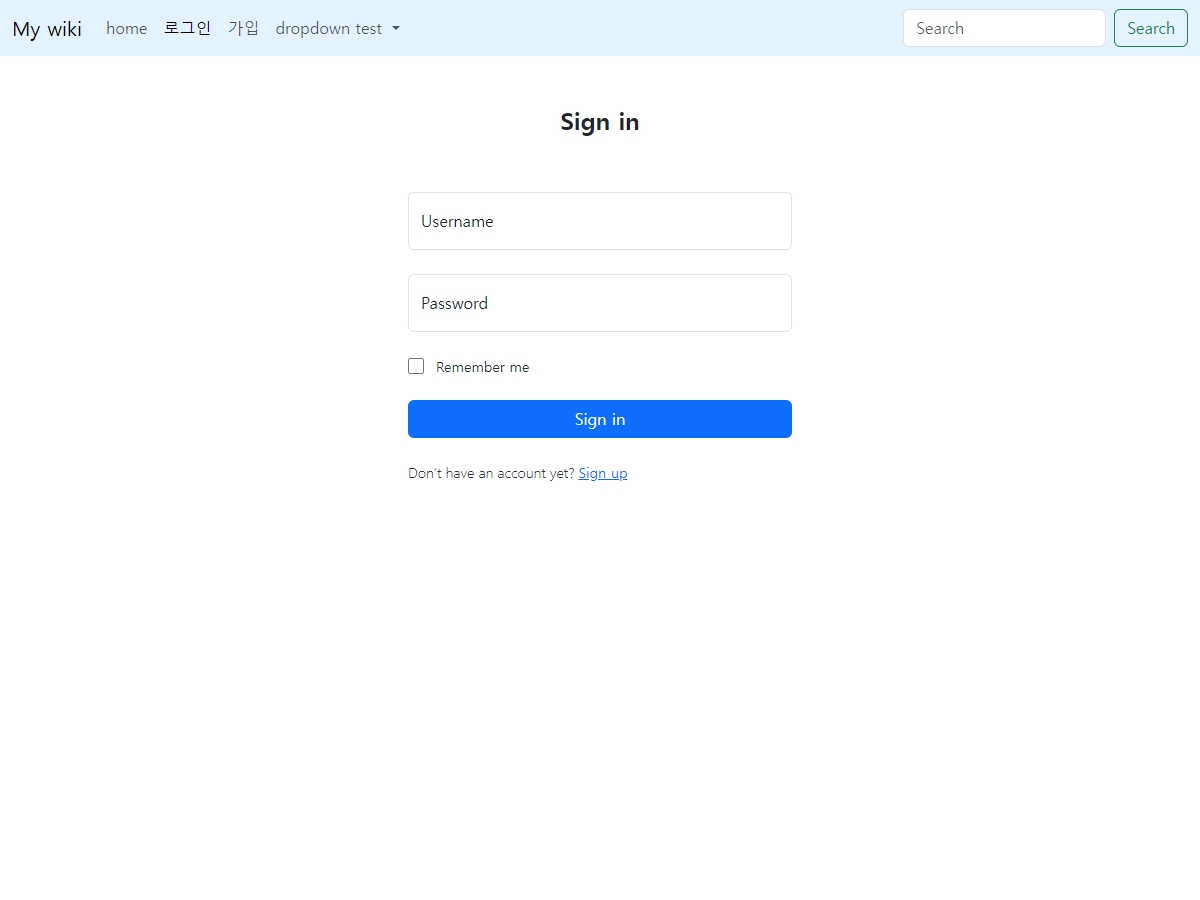 My wiki home 로그인 가입 dropdown test Search Search
Sign in
Username
Password
Remember me
Sign in
Don't have an account yet? Sign up